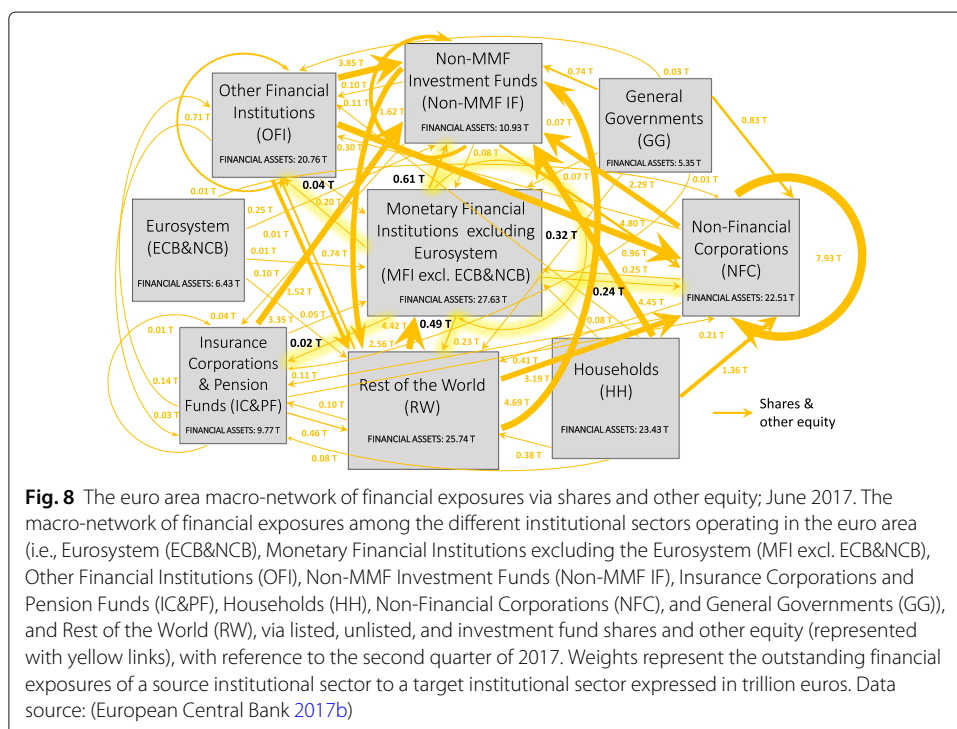 Other Financial
Institutions
(OFI)
FINANCIAL ASSETS: 20.76 T
Non-MMF
Investment Funds
(Non-MMF IF)
FINANCIAL ASSETS: 10.93 T
General
Governments
(GG)
FINANCIAL ASSETS: 5.35 T
Eurosystem
(ECB&NCB)
FINANCIAL ASSETS: 6.43 T
Monetary Financial
Institutions excluding
Eurosystem
(MFI excl. ECB&NCB)
FINANCIAL ASSETS: 27.63 T
Non-Financial
Corporations
(NFC)
FINANCIAL ASSETS: 22.51 T
Insurance
Corporations
& Pension
Funds (IC&PF)
FINANCIAL ASSETS: 9.77 T
Rest of the World
(RW)
FINANCIAL ASSETS: 25.74 T
Households
(HH)
FINANCIAL ASSETS: 23.43 T
3.85 T
0.10 T
0.11 T
1.62 T
0.71 T
0.30 T
0.74 T
0.03 T
0.83 T
0.07 T
0.08 T
0.07 T
0.01 T
2.29 T
0.04 T
0.61 T
0.01 T
0.20 T
0.25 T
0.01 T
0.32 T
4.80 T
0.96 T
7.93 T
0.01 T
0.74 T
0.25 T
0.10 T
0.24 T
1.52 T
4.45 T
0.04 T
0.05 T
0.49 T
0.08 T
0.01 T
3.35 T
4.42 T
0.21 T
0.02 T
2.56 T
0.23 T
0.41 T
0.11 T
1.36 T
0.14 T
3.19 T
0.10 T
4.69 T
0.03 T
0.46 T
0.38 T
0.08 T
Shares &
other equity
Fig. 8 The euro area macro-network of financial exposures via shares and other equity; June 2017. The
macro-network of financial exposures among the different institutional sectors operating in the euro area
(i.e., Eurosystem (ECB&NCB), Monetary Financial Institutions excluding the Eurosystem (MFI excl. ECB&NCB),
Other Financial Institutions (OFI), Non-MMF Investment Funds (Non-MMF IF), Insurance Corporations and
Pension Funds (IC&PF), Households (HH), Non-Financial Corporations (NFC), and General Governments (GG)),
and Rest of the World (RW), via listed, unlisted, and investment fund shares and other equity (represented
with yellow links), with reference to the second quarter of 2017. Weights represent the outstanding financial
exposures of a source institutional sector to a target institutional sector expressed in trillion euros. Data
source: (European Central Bank 2017b)